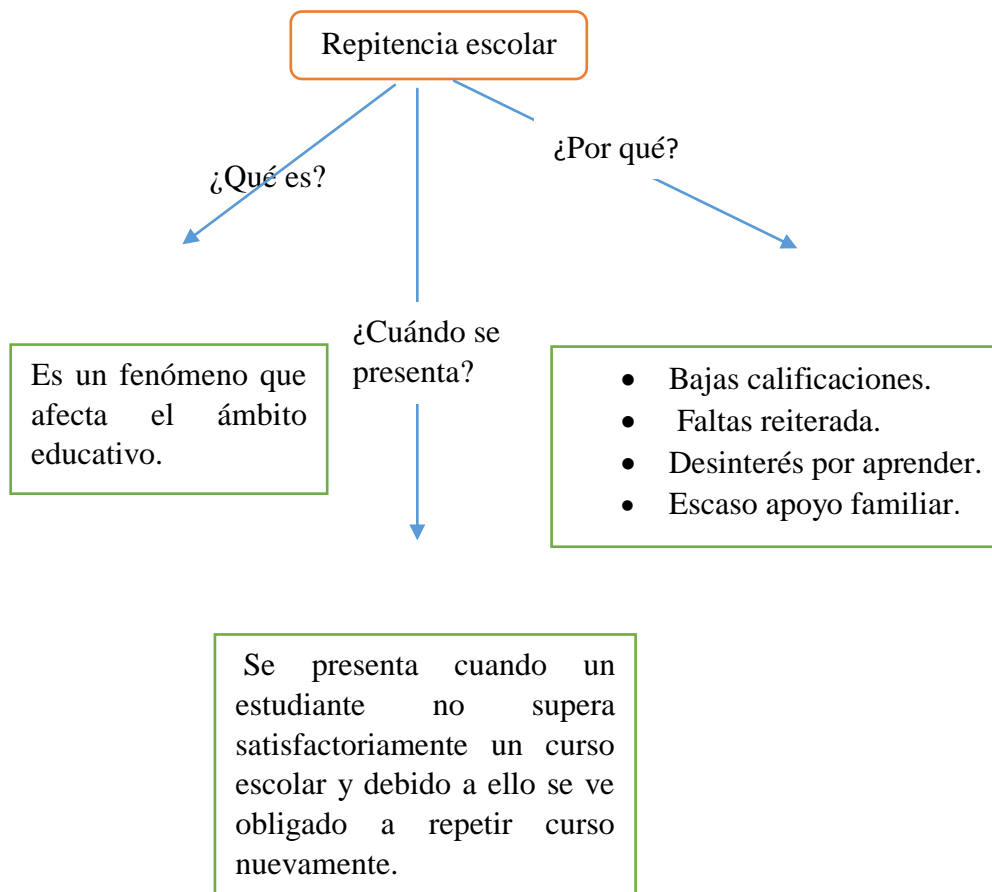 Repitencia escolar
¿Qué es?
¿Por qué?
¿Cuándo se
presenta?
Es un fenómeno que
afecta el ámbito
educativo.
• Bajas calificaciones.
• Faltas reiterada.
• Desinterés por aprender.
• Escaso apoyo familiar.
Se presenta cuando un
estudiante no supera
satisfactoriamente un curso
escolar y debido a ello se ve
obligado a repetir curso
nuevamente.